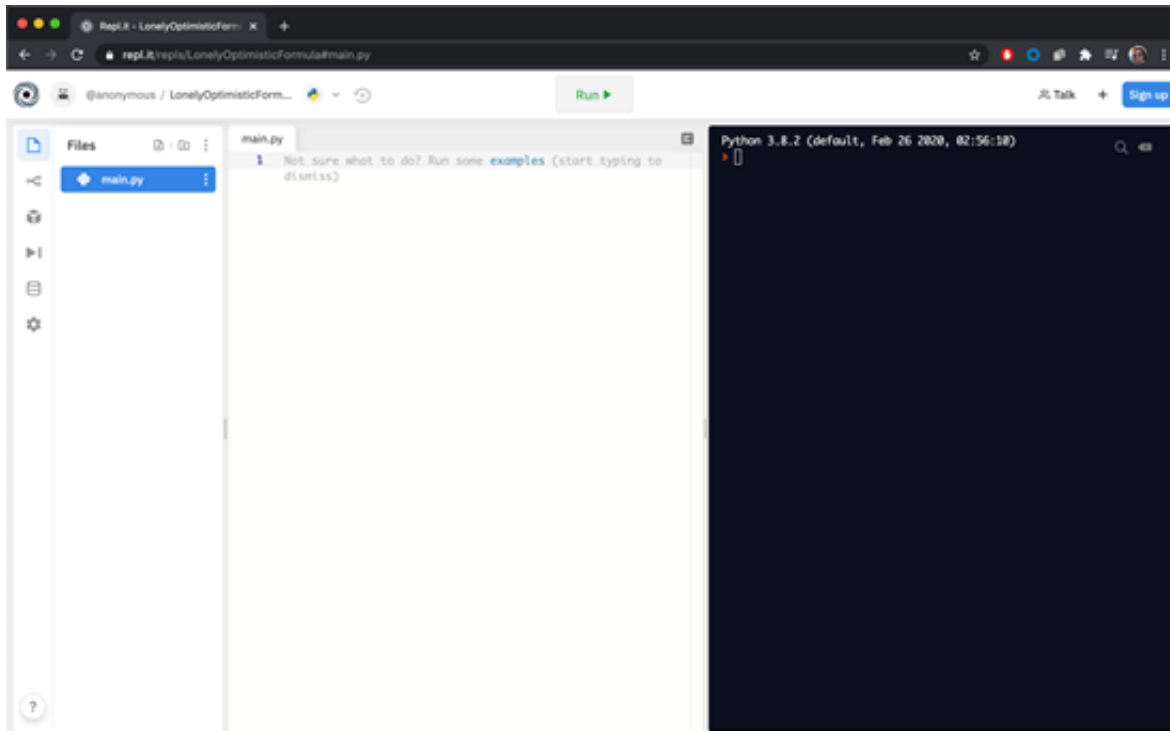 Repl.it - LonelyOptimisticForm
repl.it/repls/LonelyOptimisticFormula#main.py
@anonymous / LonelyOptimisticForm...
Run
Talk
+
Sign up
Files
main.py
main.py
1 Not sure what to do? Run some examples (start typing to
dismiss)
Python 3.8.2 (default, Feb 26 2020, 02:56:10)
?